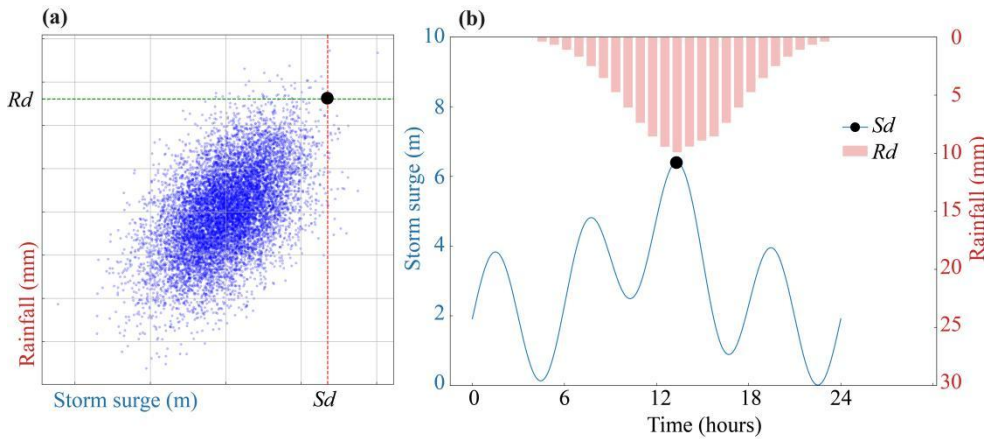 (a)
Rd
Rainfall (mm)
Storm surge (m)
Sd
(b)
10
8
6
4
2
0
Storm surge (m)
0
5
10
15
20
25
30
Rainfall (mm)
Sd
Rd
0
6
12
18
24
Time (hours)